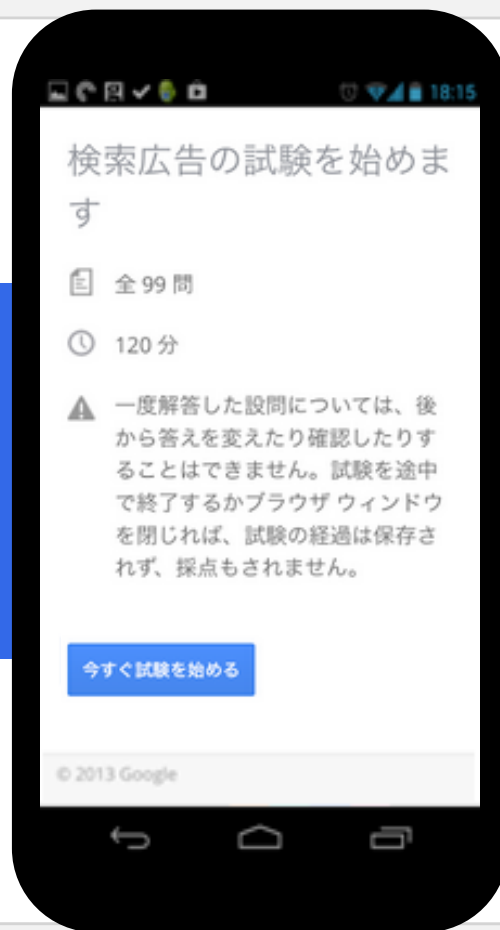 18:15
検索広告の試験を始めま
す
全 99 問
120 分
一度解答した設問については、後
から答えを変えたり確認したりす
ることはできません。試験を途中
で終了するかブラウザ ウィンドウ
を閉じれば、試験の経過は保存さ
れず、採点もされません。
今すぐ試験を始める
© 2013 Google